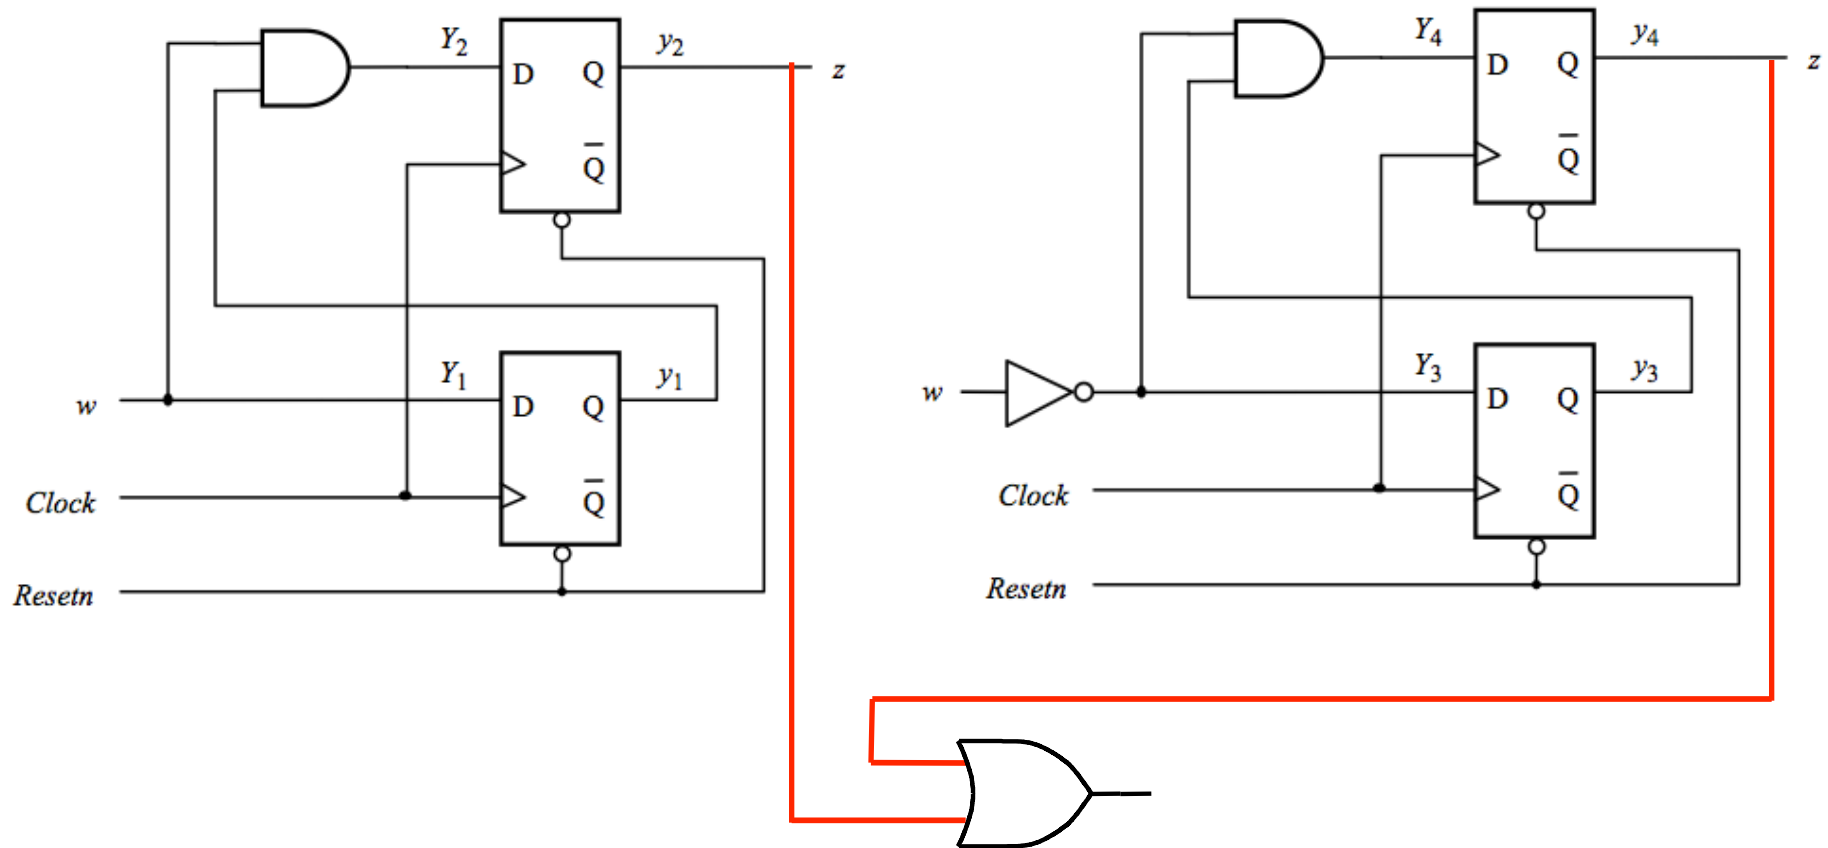 Y2
y2
D Q
z
Q̅
Y1
y1
w
D Q
Clock
Q̅
Resetn
Y4
y4
D Q
z
Q̅
Y3
y3
w
D Q
Clock
Q̅
Resetn